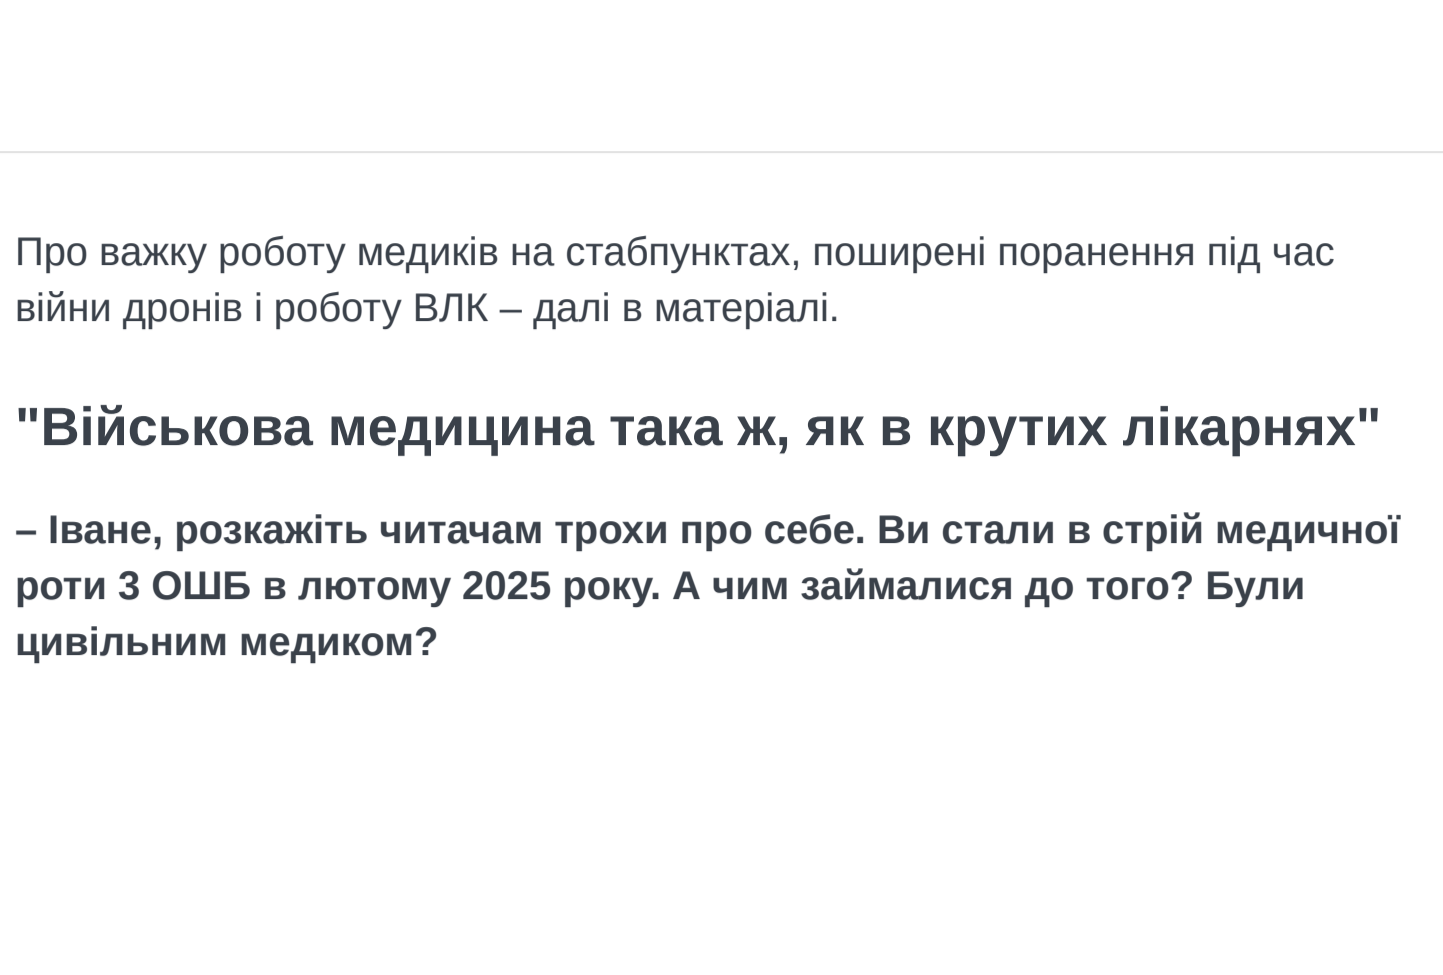 Про важку роботу медиків на стабпунктах, поширені поранення під час
війни дронів і роботу ВЛК – далі в матеріалі.
"Військова медицина така ж, як в крутих лікарнях"
– Іване, розкажіть читачам трохи про себе. Ви стали в стрій медичної
роти 3 ОШБ в лютому 2025 року. А чим займалися до того? Були
цивільним медиком?